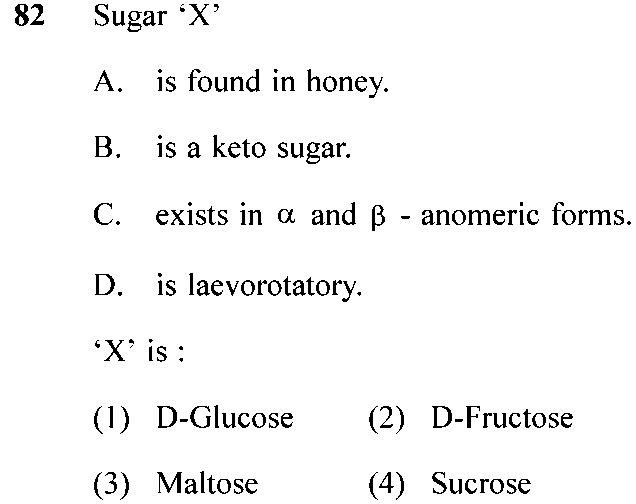 82 Sugar ‘X’
A. is found in honey.
B. is a keto sugar.
C. exists in α and β - anomeric forms.
D. is laevorotatory.
‘X’ is :
(1) D-Glucose (2) D-Fructose
(3) Maltose (4) Sucrose